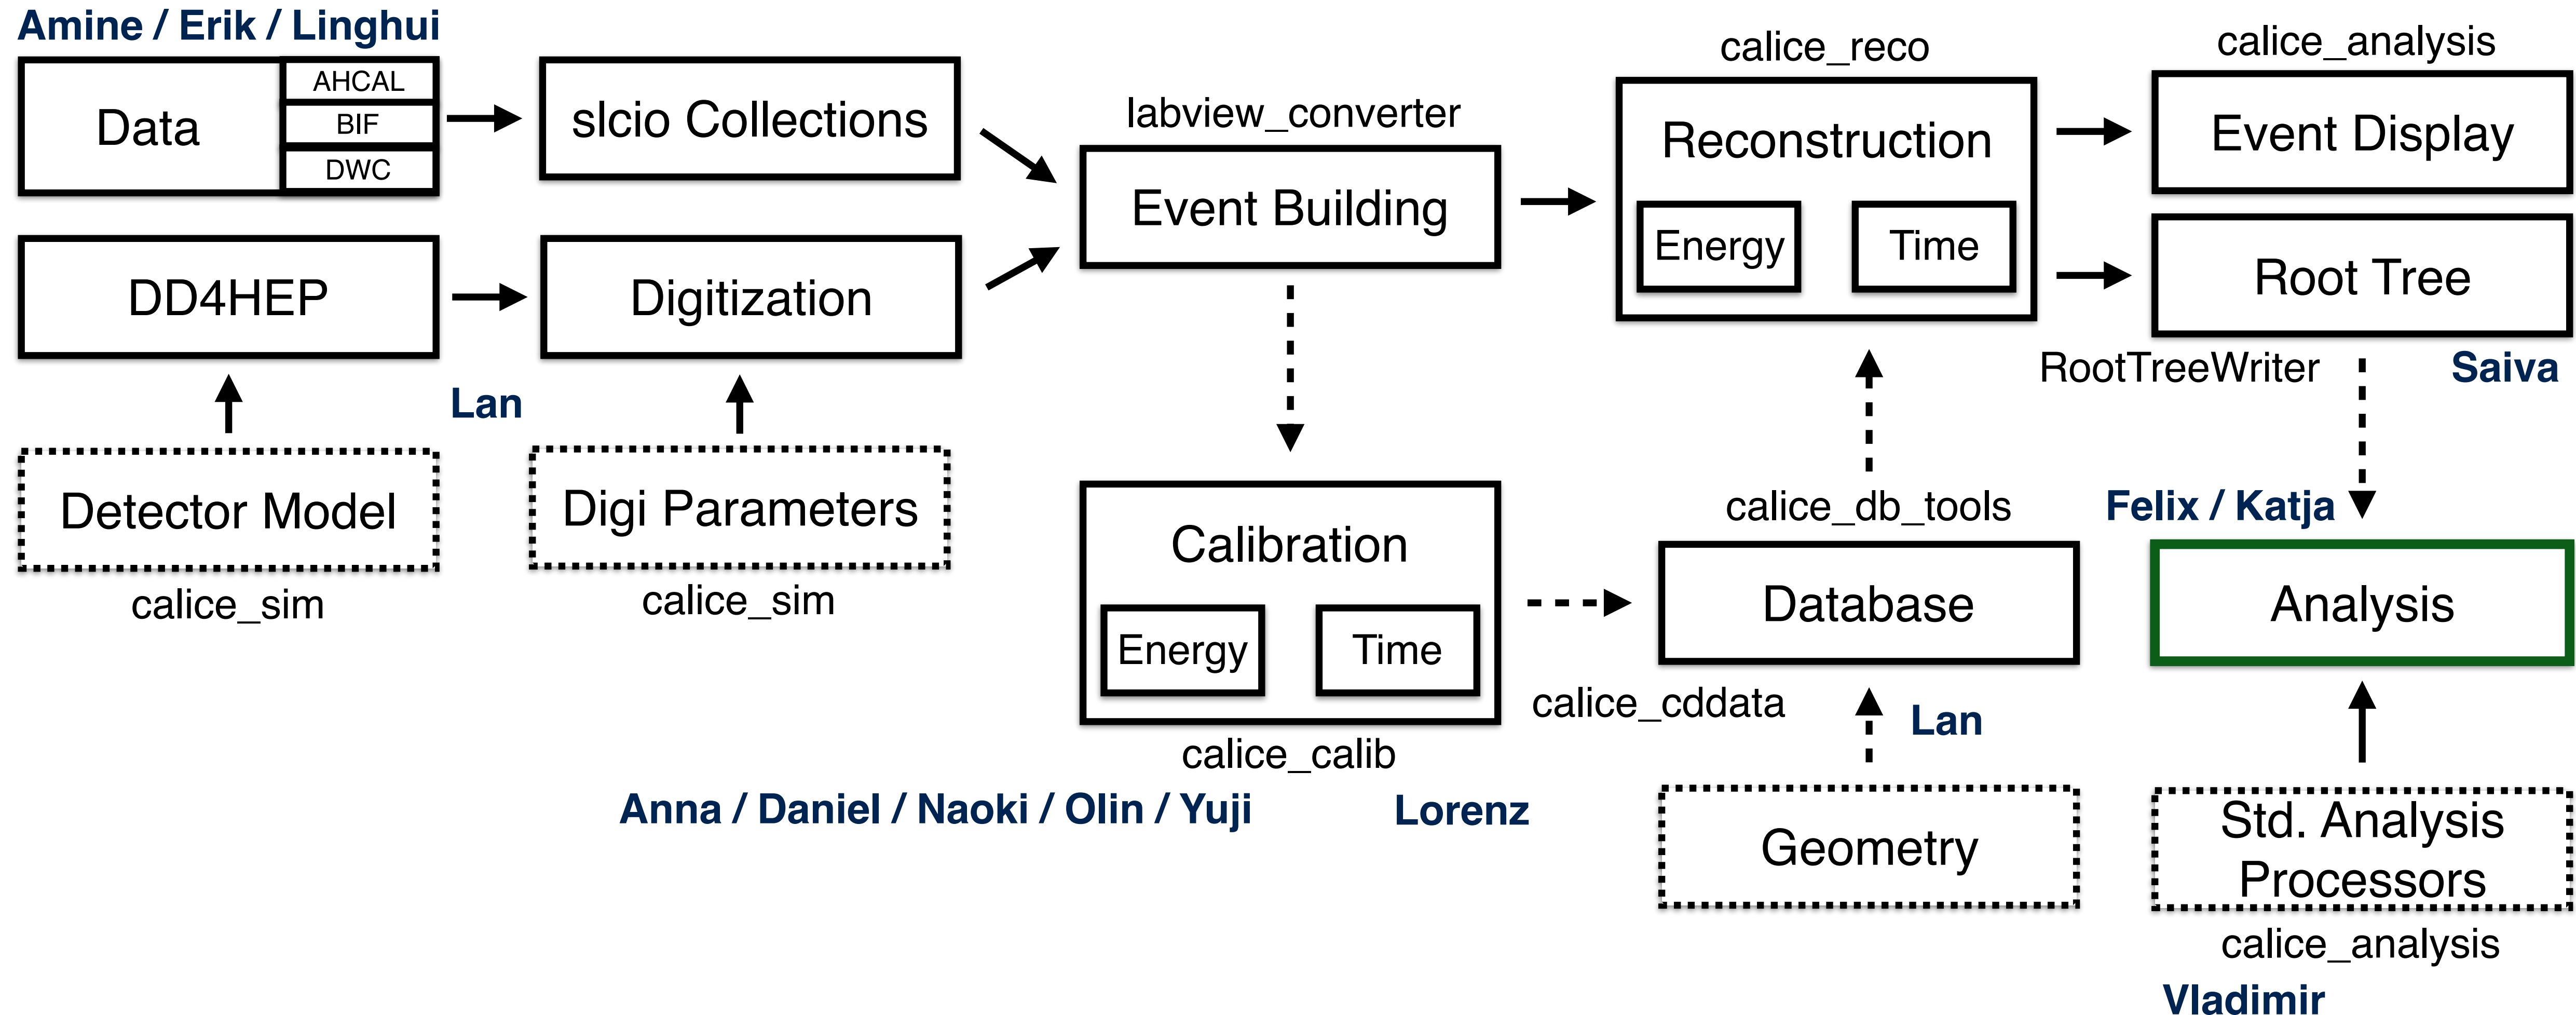 Amine / Erik / Linghui
Data
AHCAL
BIF
DWC
slcio Collections
DD4HEP
Digitization
Lan
Detector Model
calice_sim
Digi Parameters
calice_sim
labview_converter
Event Building
Calibration
Energy
Time
calice_calib
Anna / Daniel / Naoki / Olin / Yuji
Lorenz
calice_reco
Reconstruction
Energy
Time
calice_db_tools
Database
calice_cddata
Lan
Geometry
calice_analysis
Event Display
Root Tree
RootTreeWriter
Saiva
Felix / Katja
Analysis
Std. Analysis
Processors
calice_analysis
Vladimir